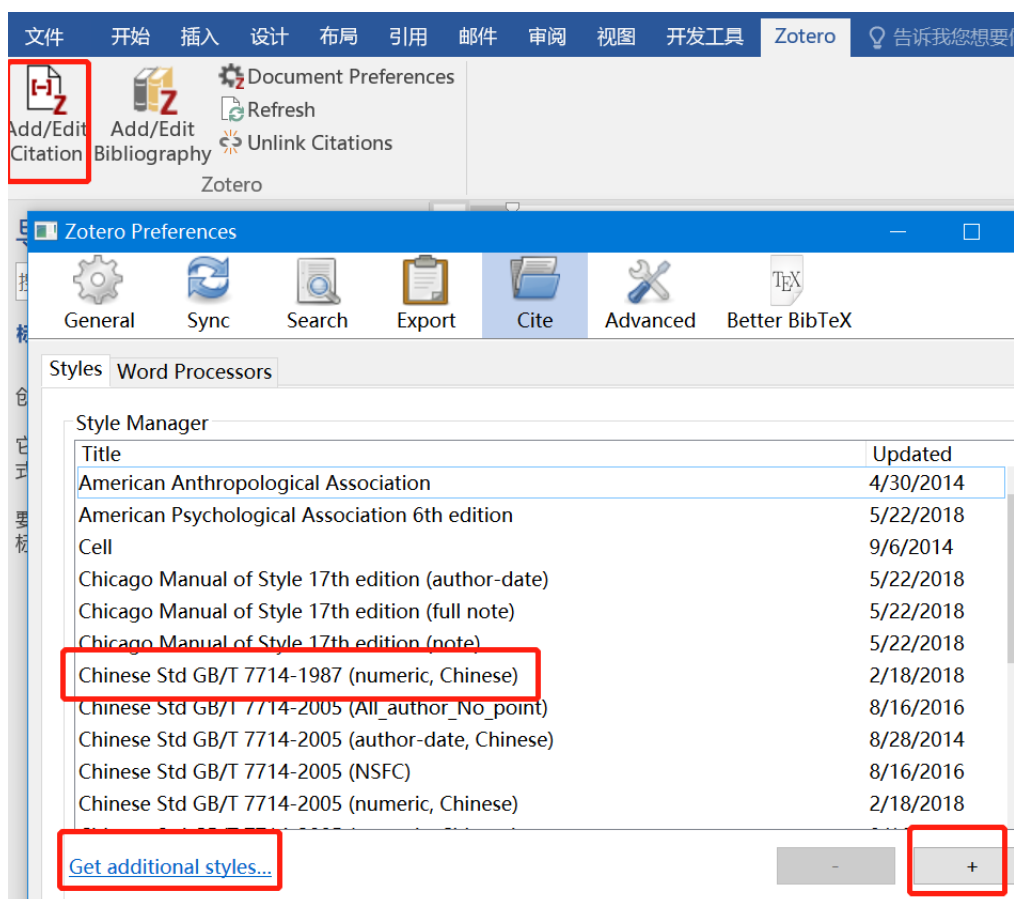 文件 开始 插入 设计 布局 引用 邮件 审阅 视图 开发工具 Zotero 告诉我您想要
Document Preferences
Refresh
Unlink Citations
Add/Edit Citation
Add/Edit Bibliography
Zotero
Zotero Preferences
General Sync Search Export Cite Advanced Better BibTeX
TEX
Styles Word Processors
Style Manager
Title Updated
American Anthropological Association 4/30/2014
American Psychological Association 6th edition 5/22/2018
Cell 9/6/2014
Chicago Manual of Style 17th edition (author-date) 5/22/2018
Chicago Manual of Style 17th edition (full note) 5/22/2018
Chicago Manual of Style 17th edition (note) 5/22/2018
Chinese Std GB/T 7714-1987 (numeric, Chinese) 2/18/2018
Chinese Std GB/T 7714-2005 (All_author_No_point) 8/16/2016
Chinese Std GB/T 7714-2005 (author-date, Chinese) 8/28/2014
Chinese Std GB/T 7714-2005 (NSFC) 8/16/2016
Chinese Std GB/T 7714-2005 (numeric, Chinese) 2/18/2018
Get additional styles... - +